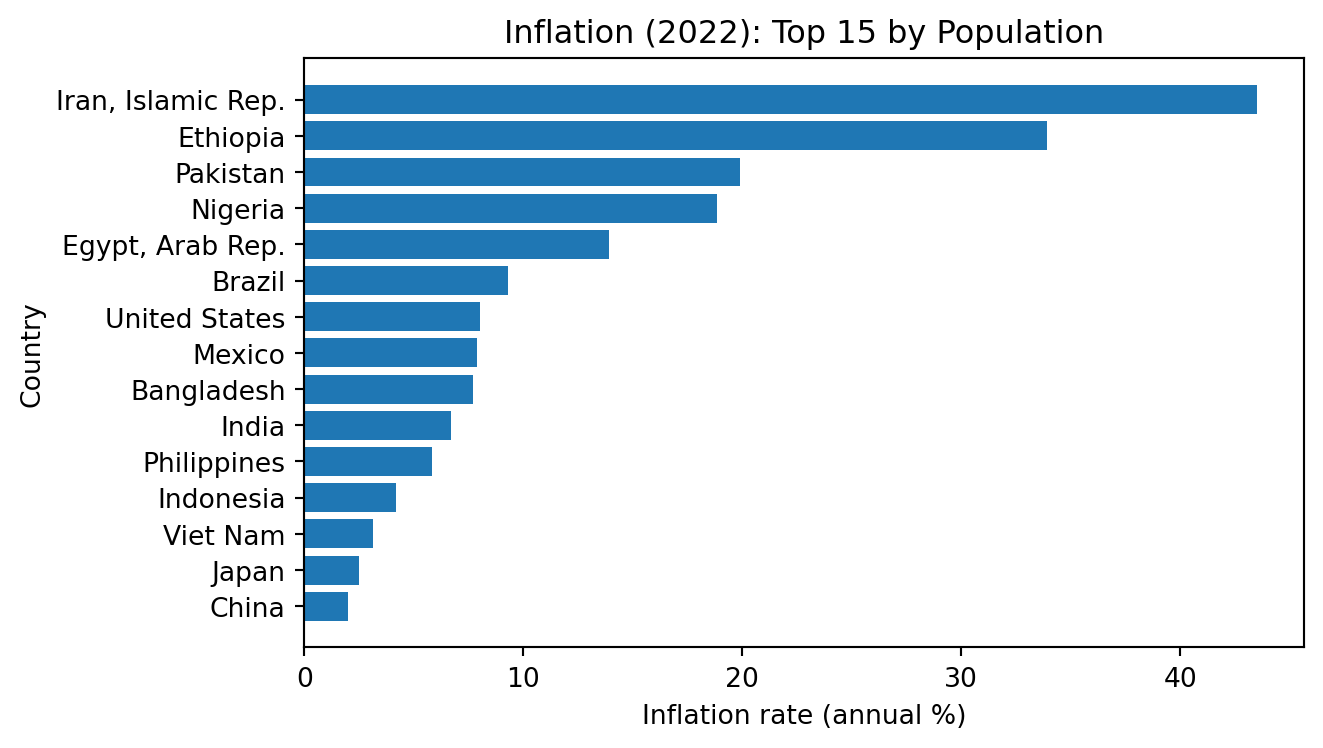 Inflation (2022): Top 15 by Population
Country
Iran, Islamic Rep.
Ethiopia
Pakistan
Nigeria
Egypt, Arab Rep.
Brazil
United States
Mexico
Bangladesh
India
Philippines
Indonesia
Viet Nam
Japan
China
0 10 20 30 40
Inflation rate (annual %)